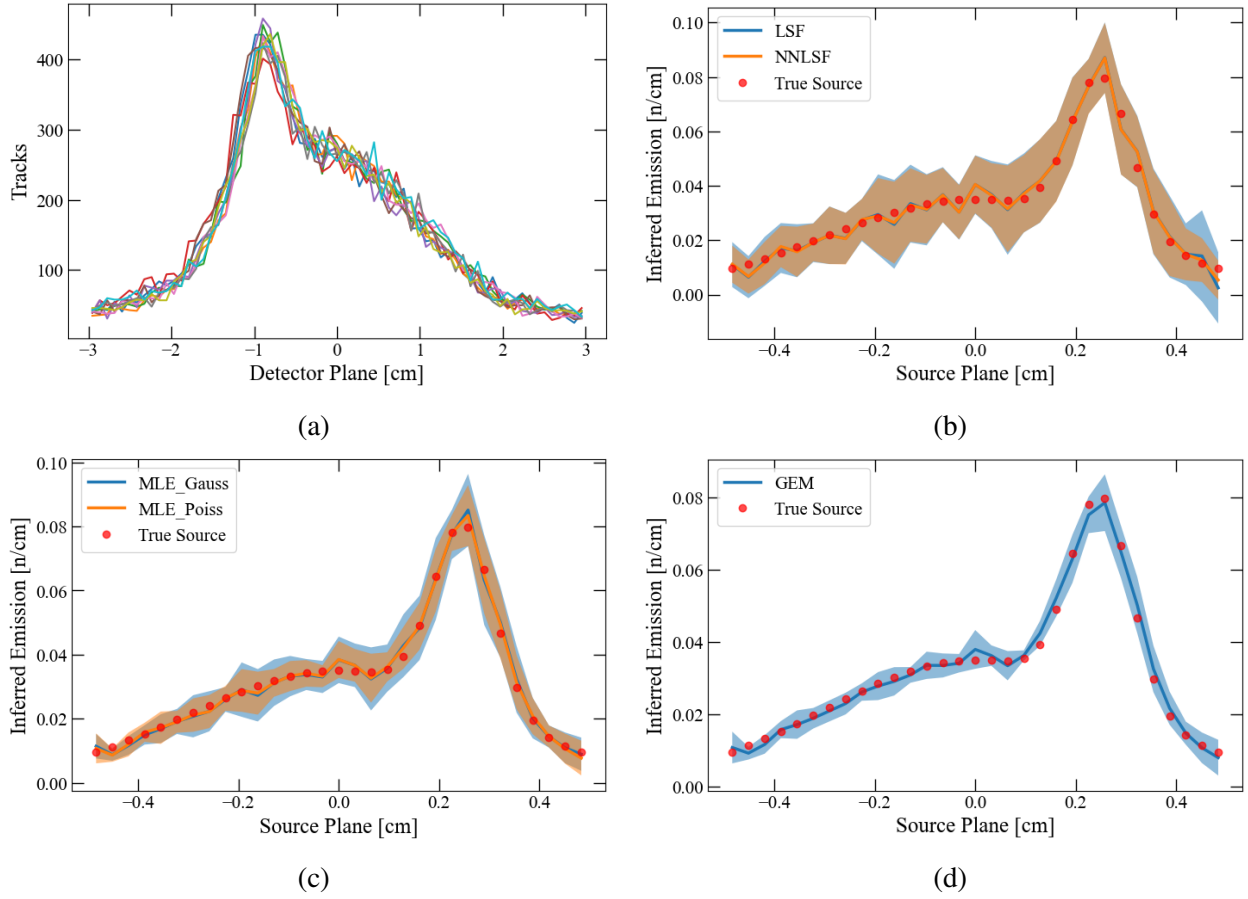 400
300
200
100
Tracks
−3
−2
−1
0
1
2
3
Detector Plane [cm]
(a)
0.10
0.08
0.06
0.04
0.02
0.00
Inferred Emission [n/cm]
LSF
NNLSF
True Source
−0.4
−0.2
0.0
0.2
0.4
Source Plane [cm]
(b)
0.10
0.08
0.06
0.04
0.02
0.00
Inferred Emission [n/cm]
MLE_Gauss
MLE_Poiss
True Source
−0.4
−0.2
0.0
0.2
0.4
Source Plane [cm]
(c)
0.08
0.06
0.04
0.02
0.00
Inferred Emission [n/cm]
GEM
True Source
−0.4
−0.2
0.0
0.2
0.4
Source Plane [cm]
(d)